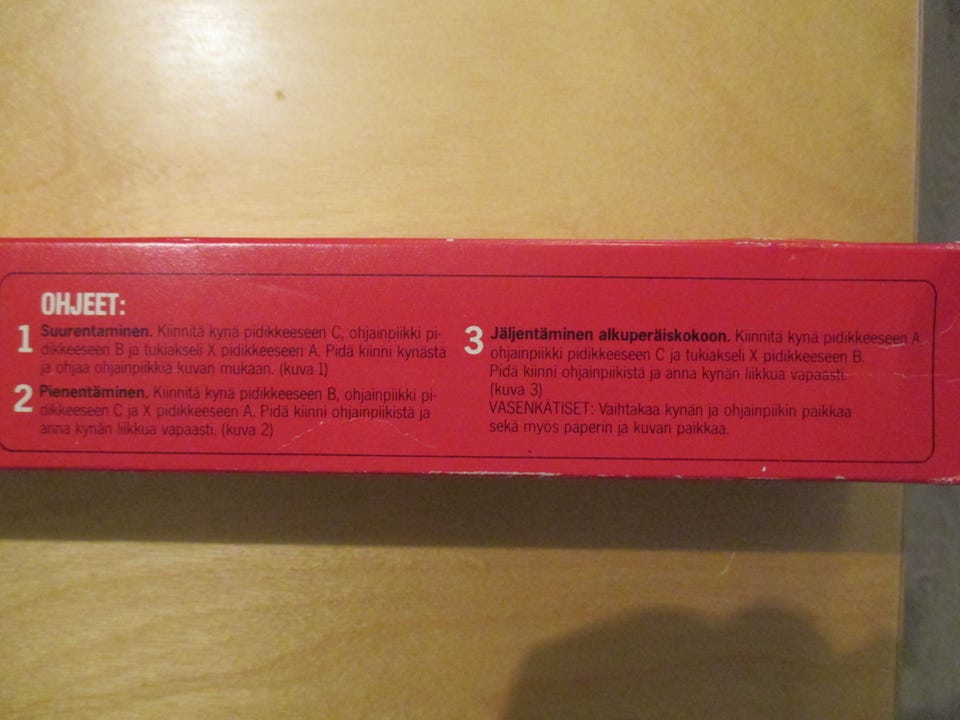 OHJEET:
1 Suurentaminen. Kiinnitä kynä pidikkeeseen C, ohjainpiikki pi-
dikkeeseen B ja tukiakseli X pidikkeeseen A. Pidä kiinni kynästä
ja ohjaa ohjainpiikkiä kuvan mukaan. (kuva 1)
2 Pienentäminen. Kiinnitä kynä pidikkeeseen B, ohjainpiikki pi-
dikkeeseen C ja X pidikkeeseen A. Pidä kiinni ohjainpiikistä ja
anna kynän liikkua vapaasti. (kuva 2)
3 Jäljentäminen alkuperäiskokoon. Kiinnitä kynä pidikkeeseen A
ohjainpiikki pidikkeeseen C ja tukiakseli X pidikkeeseen B.
Pidä kiinni ohjainpiikistä ja anna kynän liikkua vapaasti.
(kuva 3)
VASENKÄTISET: Vaihtakaa kynän ja ohjainpiikin paikkaa
sekä myös paperin ja kuvan paikkaa.